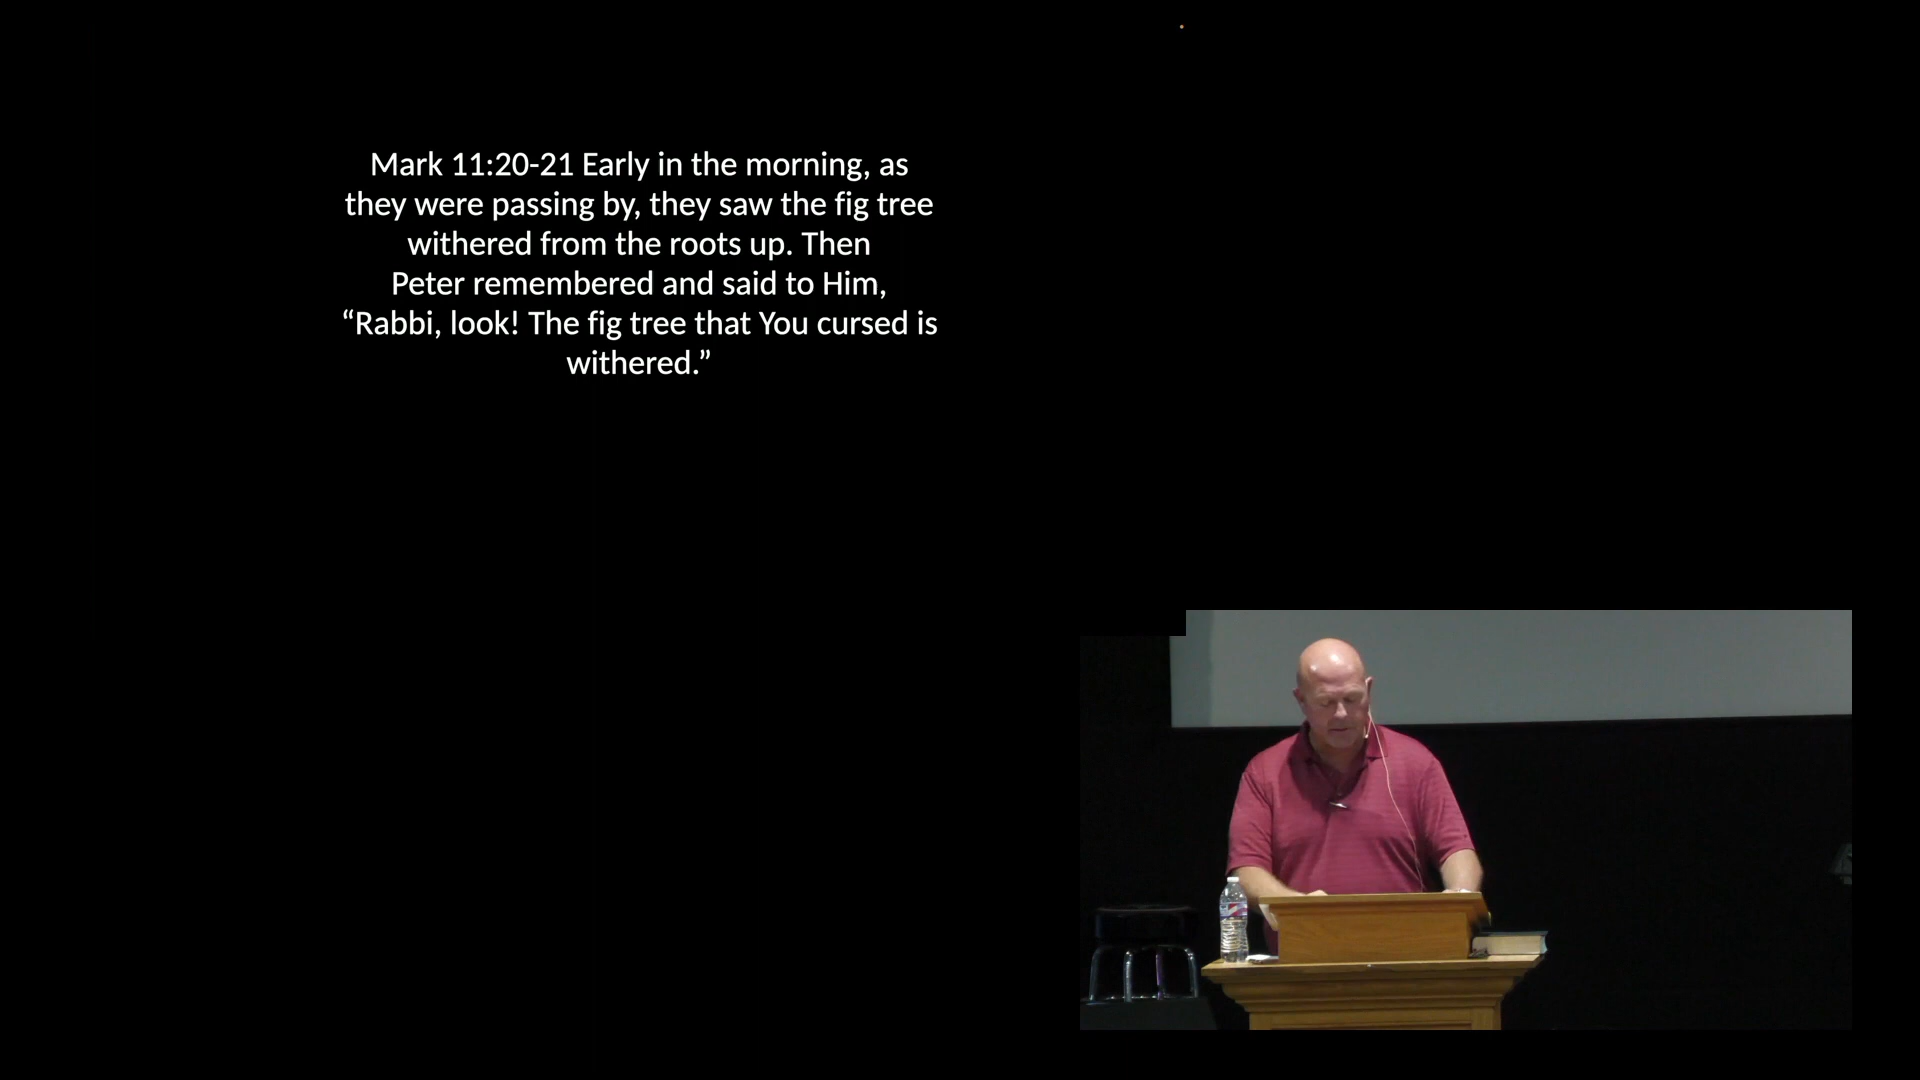 Mark 11:20-21 Early in the morning, as
they were passing by, they saw the fig tree
withered from the roots up. Then
Peter remembered and said to Him,
“Rabbi, look! The fig tree that You cursed is
withered.”